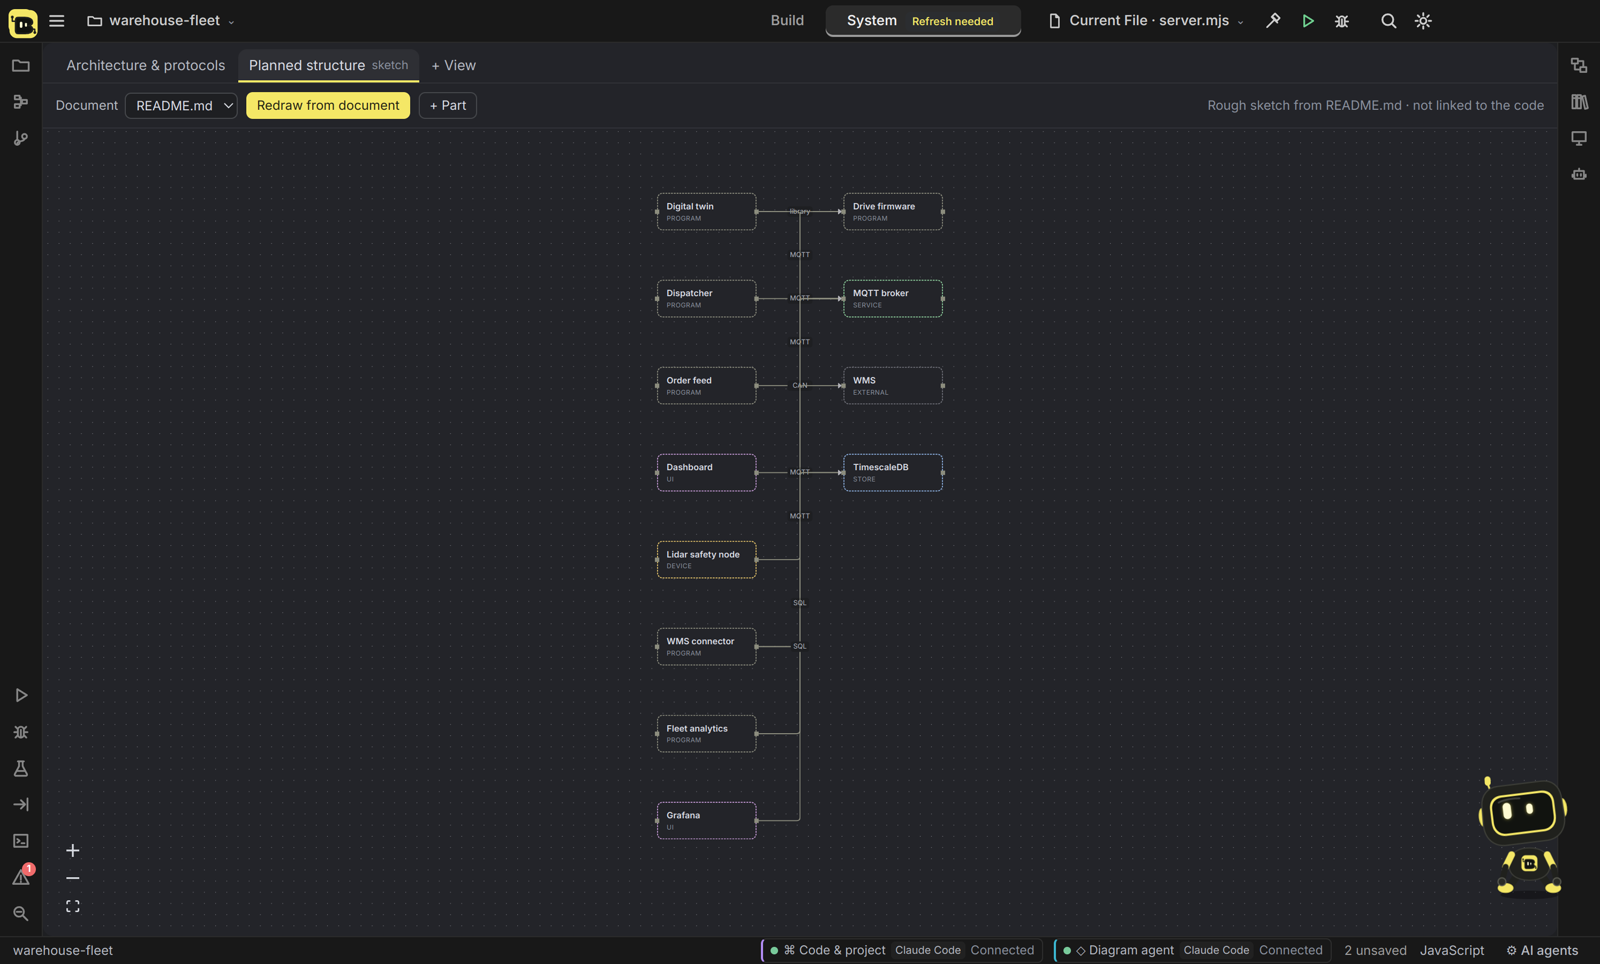 warehouse-fleet
Build
System Refresh needed
Current File · server.mjs
Architecture & protocols
Planned structure sketch
+ View
Document
README.md
Redraw from document
+ Part
Rough sketch from README.md · not linked to the code
Digital twin
PROGRAM
library
Drive firmware
PROGRAM
MQTT
Dispatcher
PROGRAM
MQTT
MQTT broker
SERVICE
MQTT
Order feed
PROGRAM
CAN
WMS
EXTERNAL
Dashboard
UI
MQTT
TimescaleDB
STORE
MQTT
Lidar safety node
DEVICE
SQL
WMS connector
PROGRAM
SQL
Fleet analytics
PROGRAM
Grafana
UI
1
warehouse-fleet
Code & project Claude Code Connected
Diagram agent Claude Code Connected
2 unsaved
JavaScript
AI agents